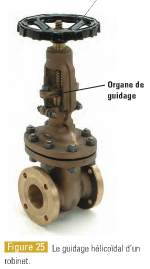 Organe de
guidage
Figure 25 Le guidage hélicoïdal d'un
robinet.